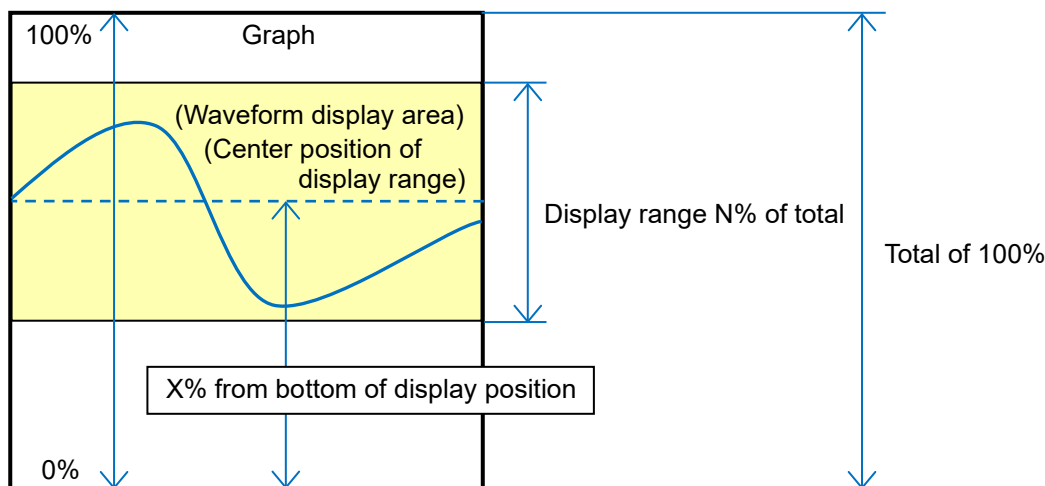 100%
Graph
(Waveform display area)
(Center position of
display range)
Display range N% of total
Total of 100%
X% from bottom of display position
0%